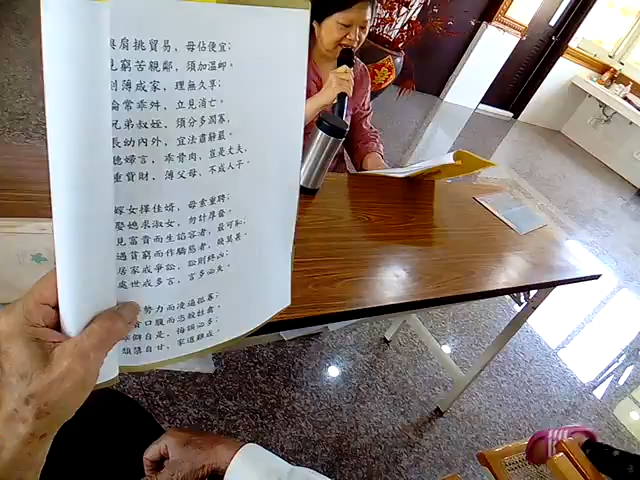 與肩挑貿易，毋佔便宜；
見窮苦親鄰，須加溫卹。
刻薄成家，理無久享；
倫常乖舛，立見消亡。
兄弟叔姪，須分多潤寡，
長幼內外，宜法肅辭嚴。
聽婦言，乖骨肉，豈是丈夫，
重貲財，薄父母，不成人子。
嫁女擇佳婿，毋索重聘；
娶媳求淑女，勿計厚奩。
見富貴而生諂容者，最可恥；
遇貧窮而作驕態者，賤莫甚。
居家戒爭訟，訟則終凶；
處世戒多言，言多必失。
勢力而凌逼孤寡；
貪口腹而恣殺牲禽。
僻自是，悔誤必多；
頹惰自甘，家道難成。